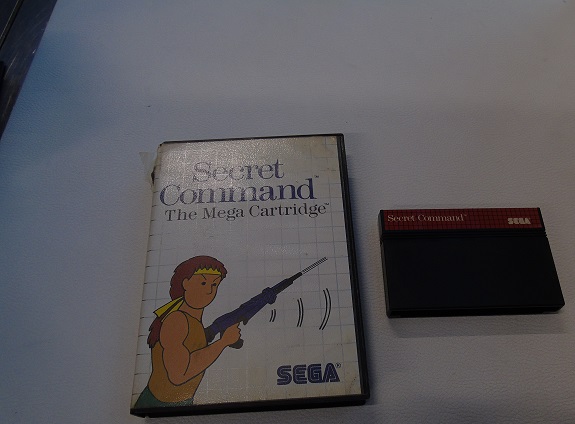 Secret
Command™
The Mega Cartridge™
SEGA®
Secret Command™
SEGA